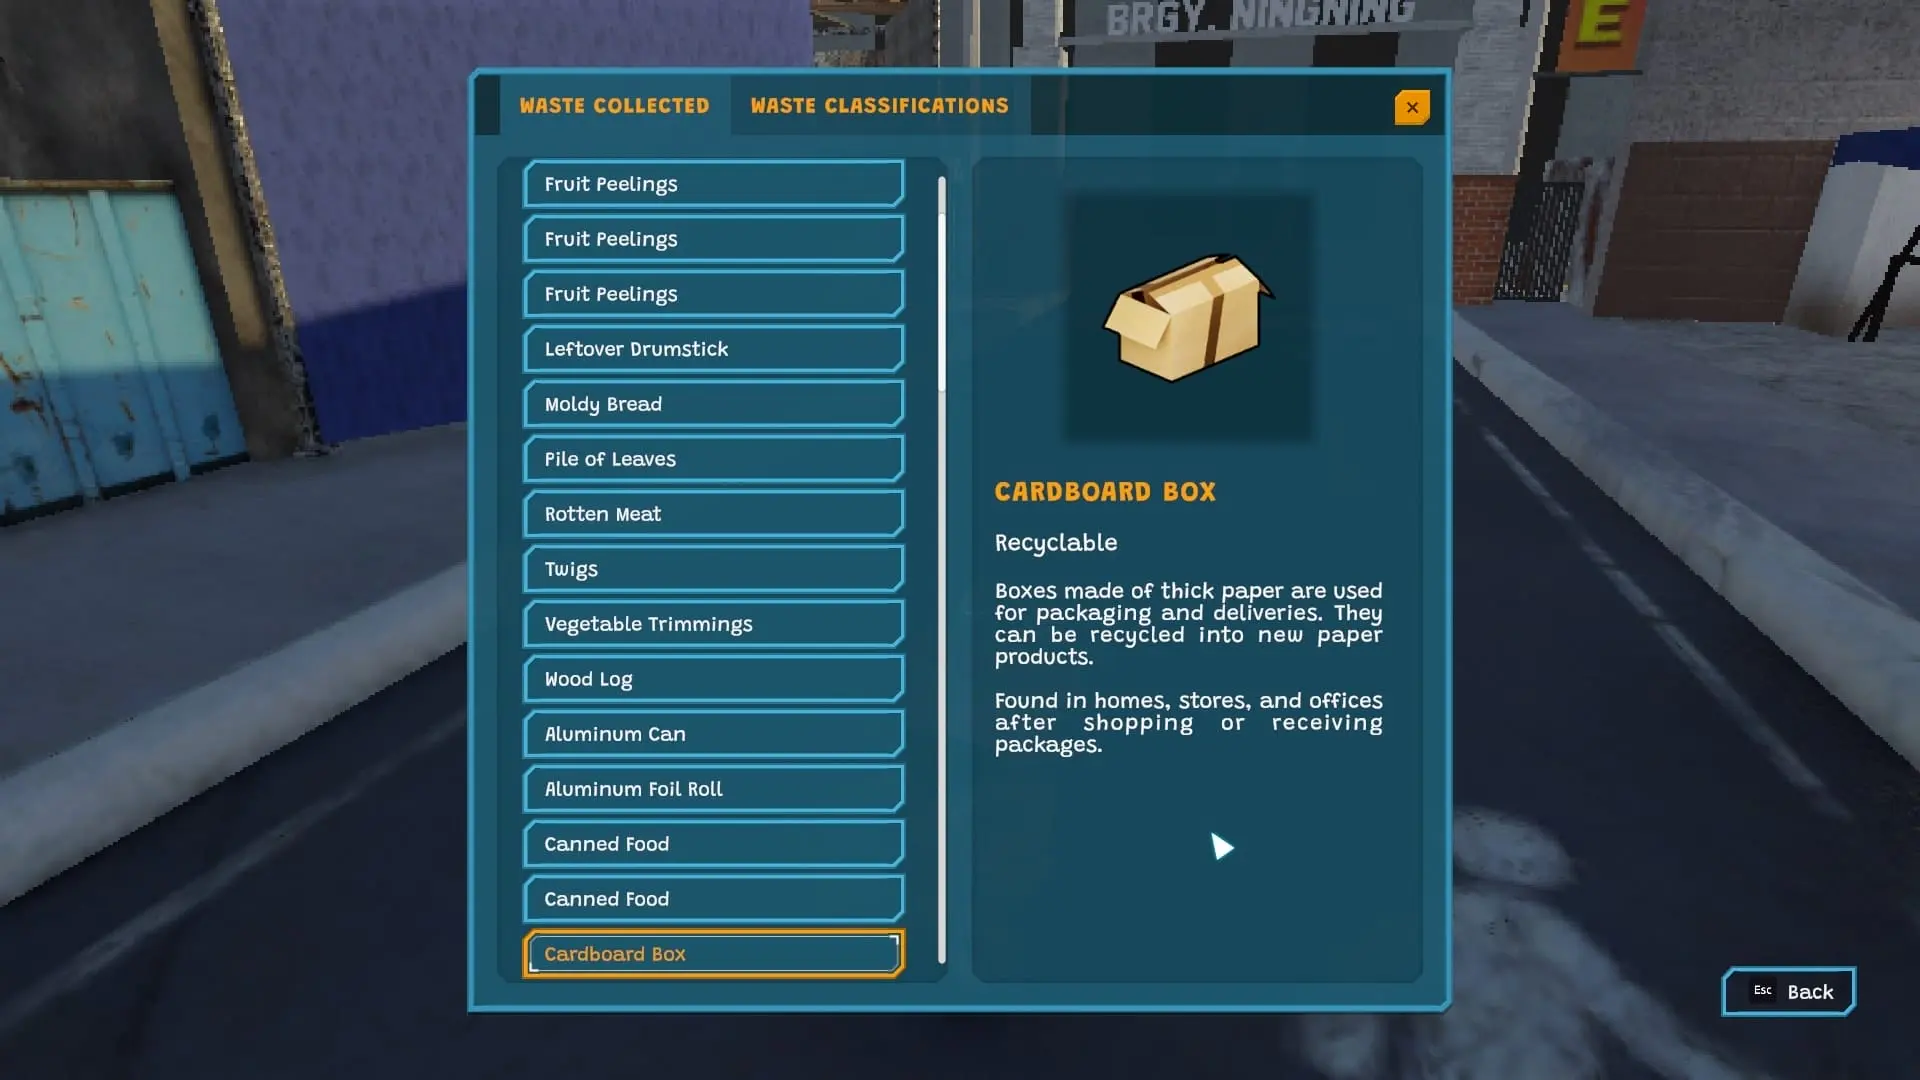 BRGY. NINGNING
E
WASTE COLLECTED
WASTE CLASSIFICATIONS
×
Fruit Peelings
Fruit Peelings
Fruit Peelings
Leftover Drumstick
Moldy Bread
Pile of Leaves
Rotten Meat
Twigs
Vegetable Trimmings
Wood Log
Aluminum Can
Aluminum Foil Roll
Canned Food
Canned Food
Cardboard Box
CARDBOARD BOX
Recyclable
Boxes made of thick paper are used
for packaging and deliveries. They
can be recycled into new paper
products.
Found in homes, stores, and offices
after shopping or receiving
packages.
Esc Back